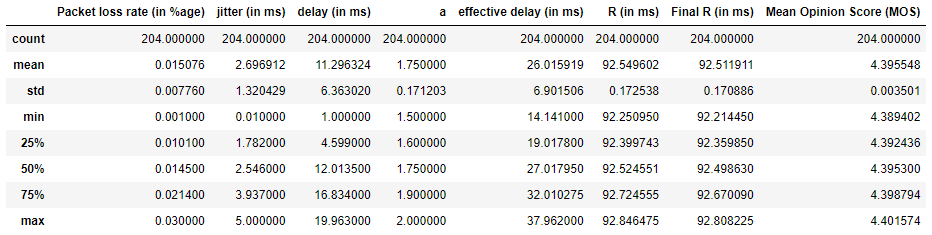 Packet loss rate (in %age) jitter (in ms) delay (in ms) a effective delay (in ms) R (in ms) Final R (in ms) Mean Opinion Score (MOS)
count 204.000000 204.000000 204.000000 204.000000 204.000000 204.000000 204.000000 204.000000
mean 0.015076 2.696912 11.296324 1.750000 26.015919 92.549602 92.511911 4.395548
std 0.007760 1.320429 6.363020 0.171203 6.901506 0.172538 0.170886 0.003501
min 0.001000 0.010000 1.000000 1.500000 14.141000 92.250950 92.214450 4.389402
25% 0.010100 1.782000 4.599000 1.600000 19.017800 92.399743 92.359850 4.392436
50% 0.014500 2.546000 12.013500 1.750000 27.017950 92.524551 92.498630 4.395300
75% 0.021400 3.937000 16.834000 1.900000 32.010275 92.724555 92.670090 4.398794
max 0.030000 5.000000 19.963000 2.000000 37.962000 92.846475 92.808225 4.401574